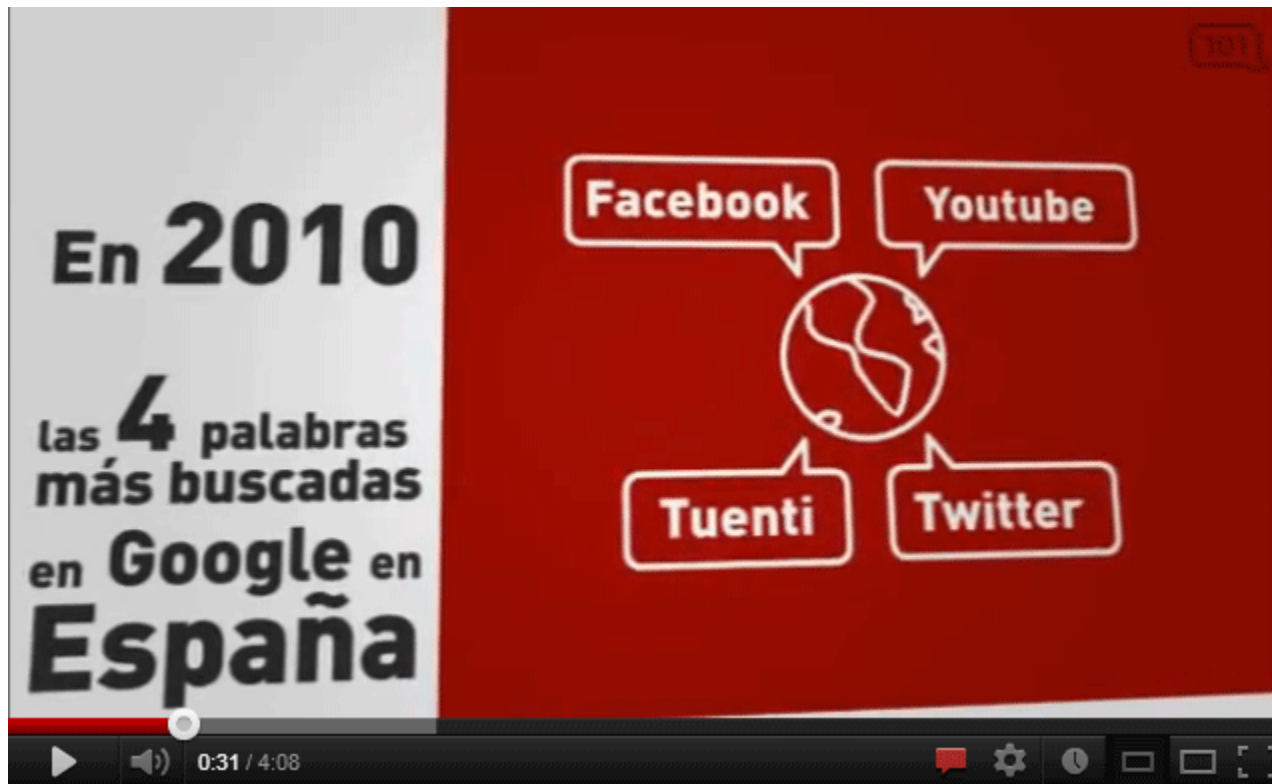 En 2010
las 4 palabras
más buscadas
en Google en
España
Facebook
Youtube
Tuenti
Twitter
101
0:31 / 4:08